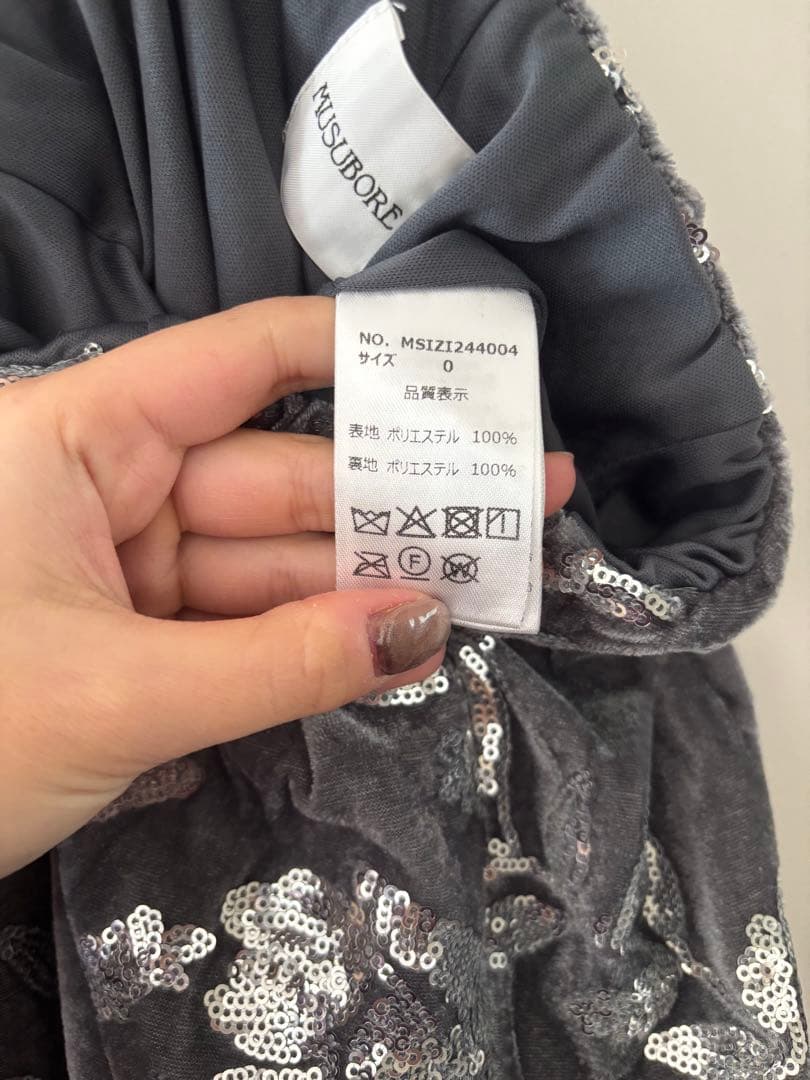 MUSUBORE
NO. MSIZI244004
サイズ 0
品質表示
表地 ポリエステル 100%
裏地 ポリエステル 100%
F W